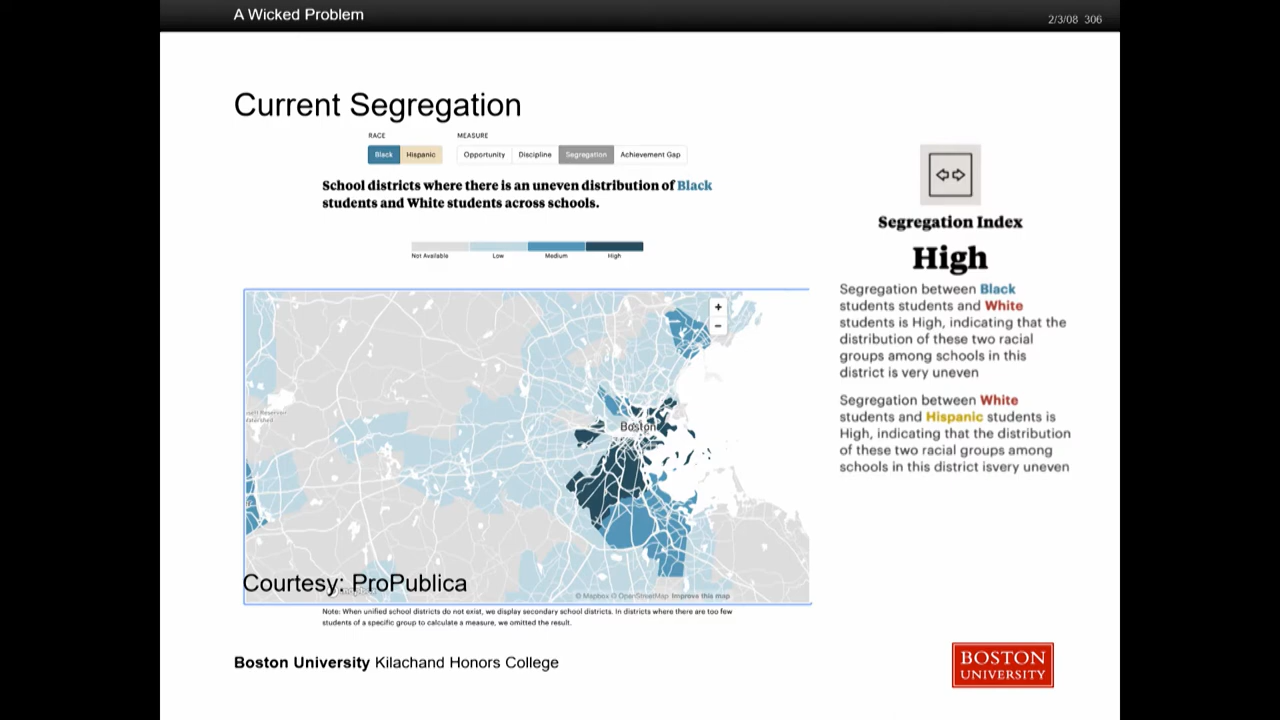 A Wicked Problem
2/3/08 306
Current Segregation
RACE
MEASURE
Black
Hispanic
Opportunity
Discipline
Segregation
Achievement Gap
School districts where there is an uneven distribution of Black
students and White students across schools.
Not Available
Low
Medium
High
+
−
Boston
Courtesy: ProPublica
© Mapbox © OpenStreetMap Improve this map
Note: When unified school districts do not exist, we display secondary school districts. In districts where there are too few
students of a specific group to calculate a measure, we omitted the result.
Segregation Index
High
Segregation between Black
students students and White
students is High, indicating that the
distribution of these two racial
groups among schools in this
district is very uneven
Segregation between White
students and Hispanic students is
High, indicating that the distribution
of these two racial groups among
schools in this district isvery uneven
Boston University Kilachand Honors College
BOSTON
UNIVERSITY